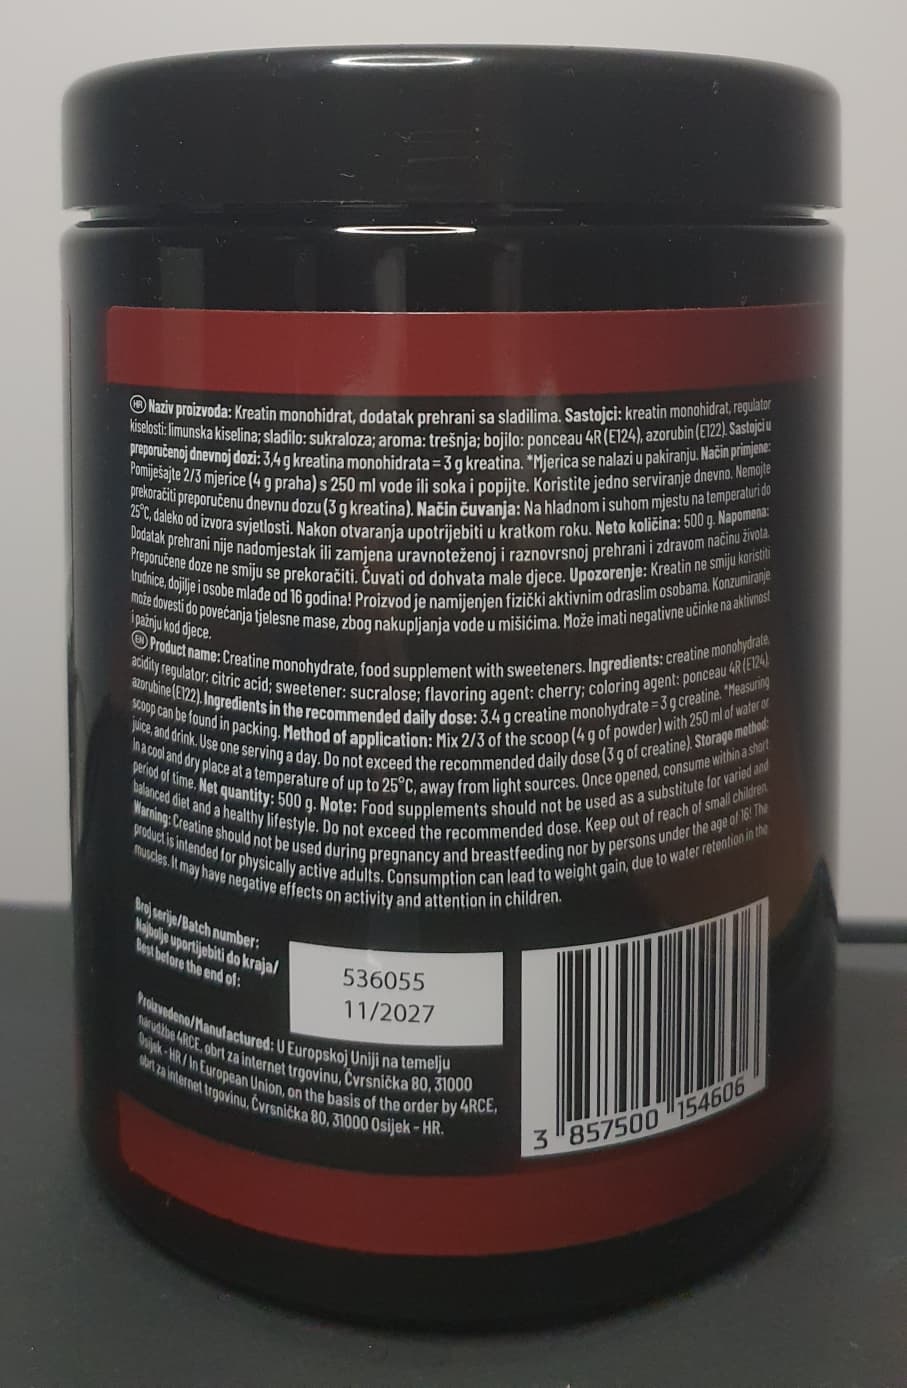 HR Naziv proizvoda: Kreatin monohidrat, dodatak prehrani sa sladilima. Sastojci: kreatin monohidrat, regulator
kiselosti: limunska kiselina; sladilo: sukraloza; aroma: trešnja; bojilo: ponceau 4R (E124), azorubin (E122). Sastojci u
preporučenoj dnevnoj dozi: 3,4 g kreatina monohidrata = 3 g kreatina. *Mjerica se nalazi u pakiranju. Način primjene:
Pomiješajte 2/3 mjerice (4 g praha) s 250 ml vode ili soka i popijte. Koristite jedno serviranje dnevno. Nemojte
prekoračiti preporučenu dnevnu dozu (3 g kreatina). Način čuvanja: Na hladnom i suhom mjestu na temperaturi do
25°C, daleko od izvora svjetlosti. Nakon otvaranja upotrijebiti u kratkom roku. Neto količina: 500 g. Napomena:
Dodatak prehrani nije nadomjestak ili zamjena uravnoteženoj i raznovrsnoj prehrani i zdravom načinu života.
Preporučene doze ne smiju se prekoračiti. Čuvati od dohvata male djece. Upozorenje: Kreatin ne smiju koristiti
trudnice, dojilje i osobe mlađe od 16 godina! Proizvod je namijenjen fizički aktivnim odraslim osobama. Konzumiranje
može dovesti do povećanja tjelesne mase, zbog nakupljanja vode u mišićima. Može imati negativne učinke na aktivnost
i pažnju kod djece.
EN Product name: Creatine monohydrate, food supplement with sweeteners. Ingredients: creatine monohydrate,
acidity regulator: citric acid; sweetener: sucralose; flavoring agent: cherry; coloring agent: ponceau 4R (E124),
azorubine (E122). Ingredients in the recommended daily dose: 3.4 g creatine monohydrate = 3 g creatine. *Measuring
scoop can be found in packing. Method of application: Mix 2/3 of the scoop (4 g of powder) with 250 ml of water or
juice, and drink. Use one serving a day. Do not exceed the recommended daily dose (3 g of creatine). Storage method:
In a cool and dry place at a temperature of up to 25°C, away from light sources. Once opened, consume within a short
period of time. Net quantity: 500 g. Note: Food supplements should not be used as a substitute for varied and
balanced diet and a healthy lifestyle. Do not exceed the recommended dose. Keep out of reach of small children.
Warning: Creatine should not be used during pregnancy and breastfeeding nor by persons under the age of 16! The
product is intended for physically active adults. Consumption can lead to weight gain, due to water retention in the
muscles. It may have negative effects on activity and attention in children.
Broj serije/Batch number:
Najbolje uportijebiti do kraja/
Best before the end of:
536055
11/2027
Proizvedeno/Manufactured: U Europskoj Uniji na temelju
narudžbe 4RCE, obrt za internet trgovinu, Čvrsnička 80, 31000
Osijek - HR / In European Union, on the basis of the order by 4RCE,
obrt za internet trgovinu, Čvrsnička 80, 31000 Osijek - HR.
3 857500 154606